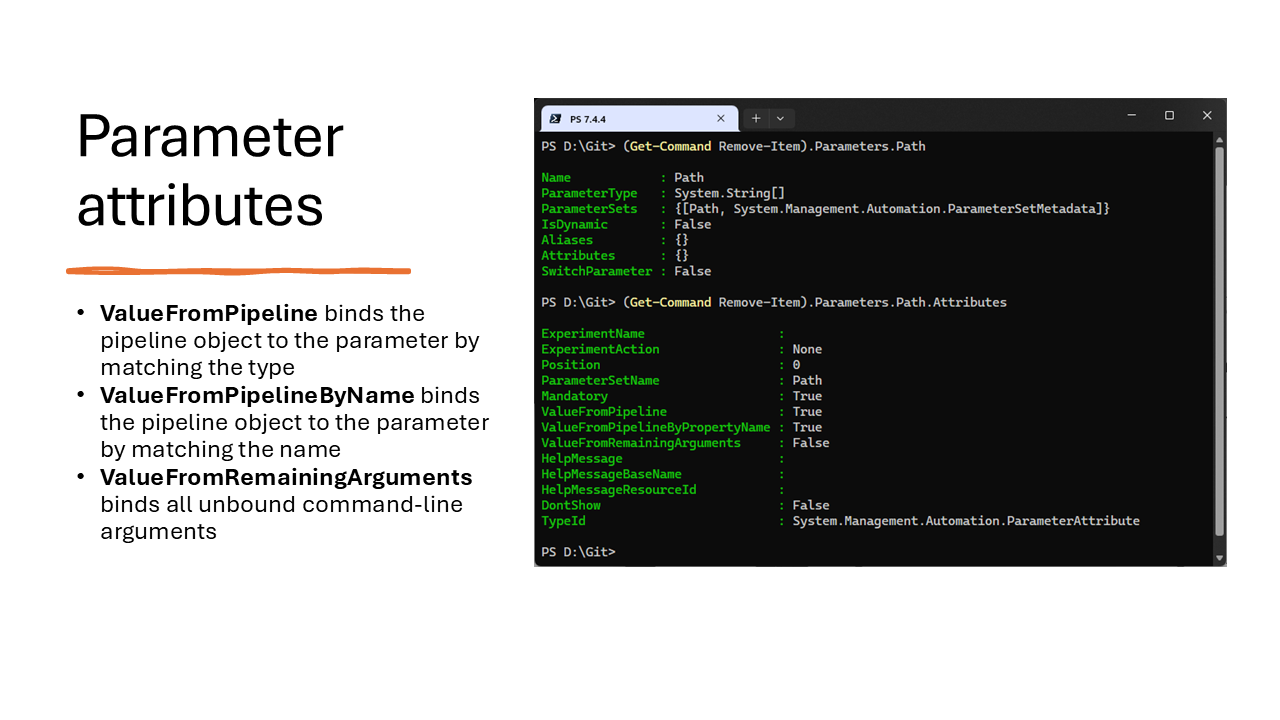 Parameter
attributes
• ValueFromPipeline binds the
pipeline object to the parameter by
matching the type
• ValueFromPipelineByName binds
the pipeline object to the parameter
by matching the name
• ValueFromRemainingArguments
binds all unbound command-line
arguments
PS 7.4.4
PS D:\Git> (Get-Command Remove-Item).Parameters.Path
Name            : Path
ParameterType   : System.String[]
ParameterSets   : {[Path, System.Management.Automation.ParameterSetMetadata]}
IsDynamic       : False
Aliases         : {}
Attributes      : {}
SwitchParameter : False
PS D:\Git> (Get-Command Remove-Item).Parameters.Path.Attributes
ExperimentName                  :
ExperimentAction                : None
Position                        : 0
ParameterSetName                : Path
Mandatory                       : True
ValueFromPipeline               : True
ValueFromPipelineByPropertyName : True
ValueFromRemainingArguments     : False
HelpMessage                     :
HelpMessageBaseName             :
HelpMessageResourceId           :
DontShow                        : False
TypeId                          : System.Management.Automation.ParameterAttribute
PS D:\Git>